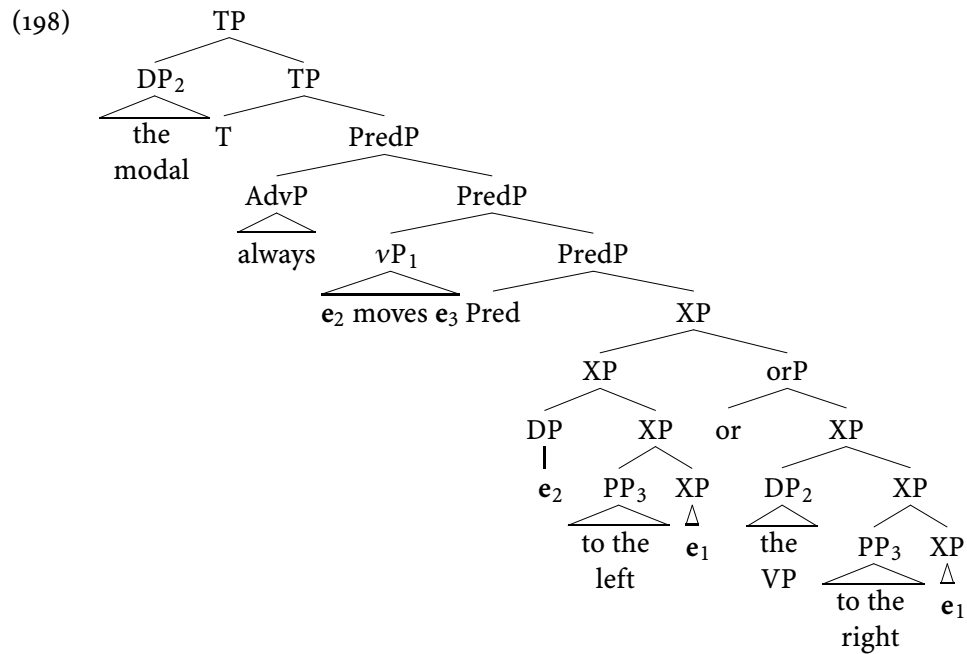 (198) TP
DP₂ TP
the modal T PredP
AdvP PredP
always vP₁ PredP
e₂ moves e₃ Pred XP
XP orP
DP XP or XP
e₂ PP₃ XP DP₂ XP
to the left e₁ the VP PP₃ XP
to the right e₁